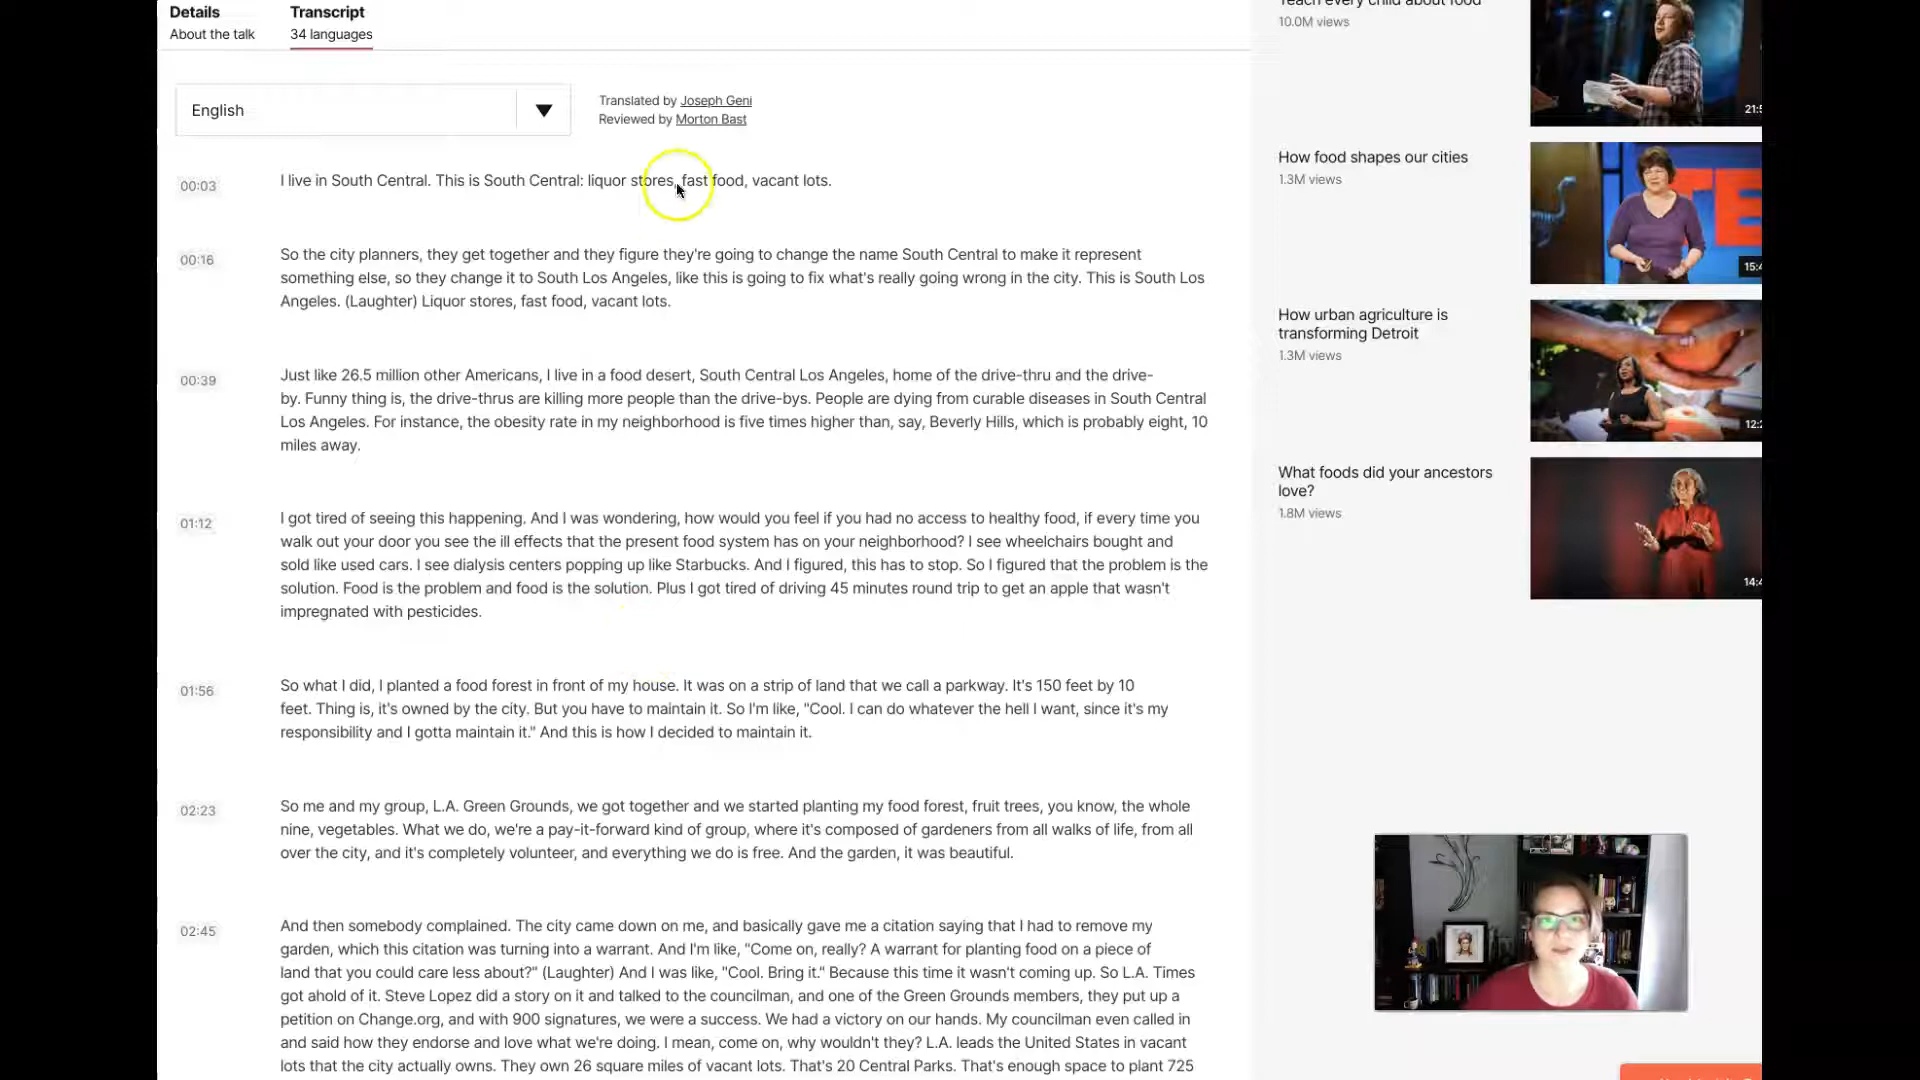 Details
About the talk
Transcript
34 languages
English
Translated by Joseph Geni
Reviewed by Morton Bast
00:03
I live in South Central. This is South Central: liquor stores, fast food, vacant lots.
00:16
So the city planners, they get together and they figure they're going to change the name South Central to make it represent
something else, so they change it to South Los Angeles, like this is going to fix what's really going wrong in the city. This is South Los
Angeles. (Laughter) Liquor stores, fast food, vacant lots.
00:39
Just like 26.5 million other Americans, I live in a food desert, South Central Los Angeles, home of the drive-thru and the drive-
by. Funny thing is, the drive-thrus are killing more people than the drive-bys. People are dying from curable diseases in South Central
Los Angeles. For instance, the obesity rate in my neighborhood is five times higher than, say, Beverly Hills, which is probably eight, 10
miles away.
01:12
I got tired of seeing this happening. And I was wondering, how would you feel if you had no access to healthy food, if every time you
walk out your door you see the ill effects that the present food system has on your neighborhood? I see wheelchairs bought and
sold like used cars. I see dialysis centers popping up like Starbucks. And I figured, this has to stop. So I figured that the problem is the
solution. Food is the problem and food is the solution. Plus I got tired of driving 45 minutes round trip to get an apple that wasn't
impregnated with pesticides.
01:56
So what I did, I planted a food forest in front of my house. It was on a strip of land that we call a parkway. It's 150 feet by 10
feet. Thing is, it's owned by the city. But you have to maintain it. So I'm like, "Cool. I can do whatever the hell I want, since it's my
responsibility and I gotta maintain it." And this is how I decided to maintain it.
02:23
So me and my group, L.A. Green Grounds, we got together and we started planting my food forest, fruit trees, you know, the whole
nine, vegetables. What we do, we're a pay-it-forward kind of group, where it's composed of gardeners from all walks of life, from all
over the city, and it's completely volunteer, and everything we do is free. And the garden, it was beautiful.
02:45
And then somebody complained. The city came down on me, and basically gave me a citation saying that I had to remove my
garden, which this citation was turning into a warrant. And I'm like, "Come on, really? A warrant for planting food on a piece of
land that you could care less about?" (Laughter) And I was like, "Cool. Bring it." Because this time it wasn't coming up. So L.A. Times
got ahold of it. Steve Lopez did a story on it and talked to the councilman, and one of the Green Grounds members, they put up a
petition on Change.org, and with 900 signatures, we were a success. We had a victory on our hands. My councilman even called in
and said how they endorse and love what we're doing. I mean, come on, why wouldn't they? L.A. leads the United States in vacant
lots that the city actually owns. They own 26 square miles of vacant lots. That's 20 Central Parks. That's enough space to plant 725
Teach every child about food
10.0M views
21:5
How food shapes our cities
1.3M views
15:4
How urban agriculture is
transforming Detroit
1.3M views
12:2
What foods did your ancestors
love?
1.8M views
14:4